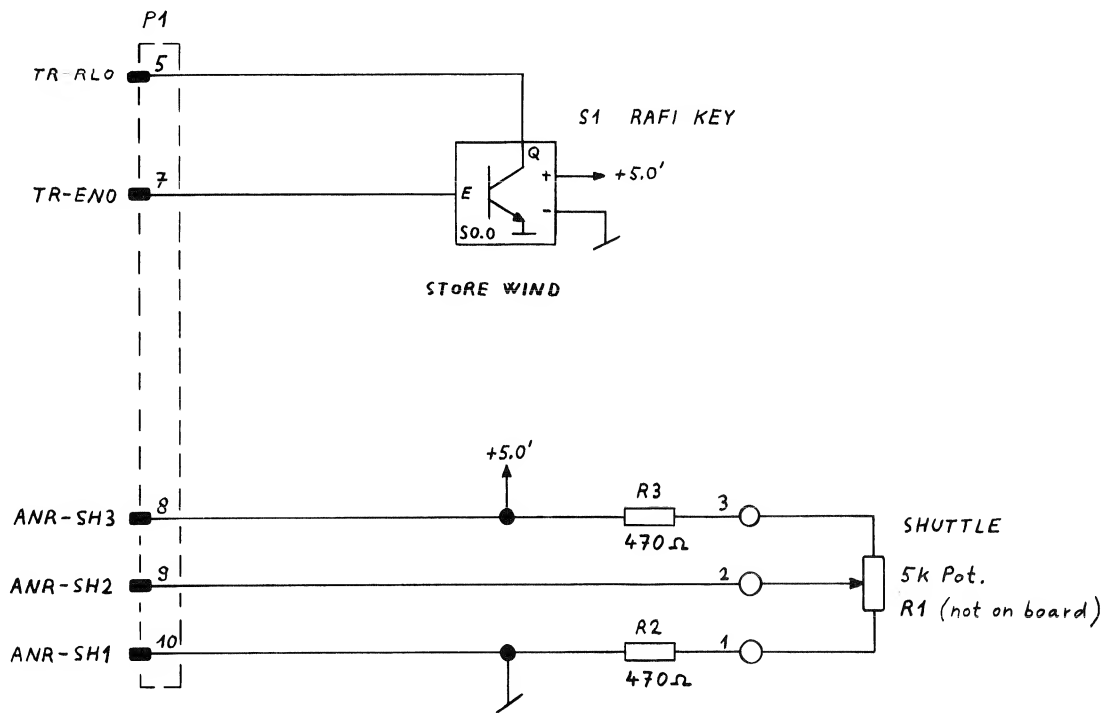 P1
TR-RLO 5
S1 RAFI KEY
Q
+ +5.0'
TR-ENO 7
E
-
S0.0
STORE WIND
+5.0'
ANR-SH3 8
R3
470Ω
3
SHUTTLE
ANR-SH2 9
2
5k Pot.
R1 (not on board)
ANR-SH1 10
R2
470Ω
1